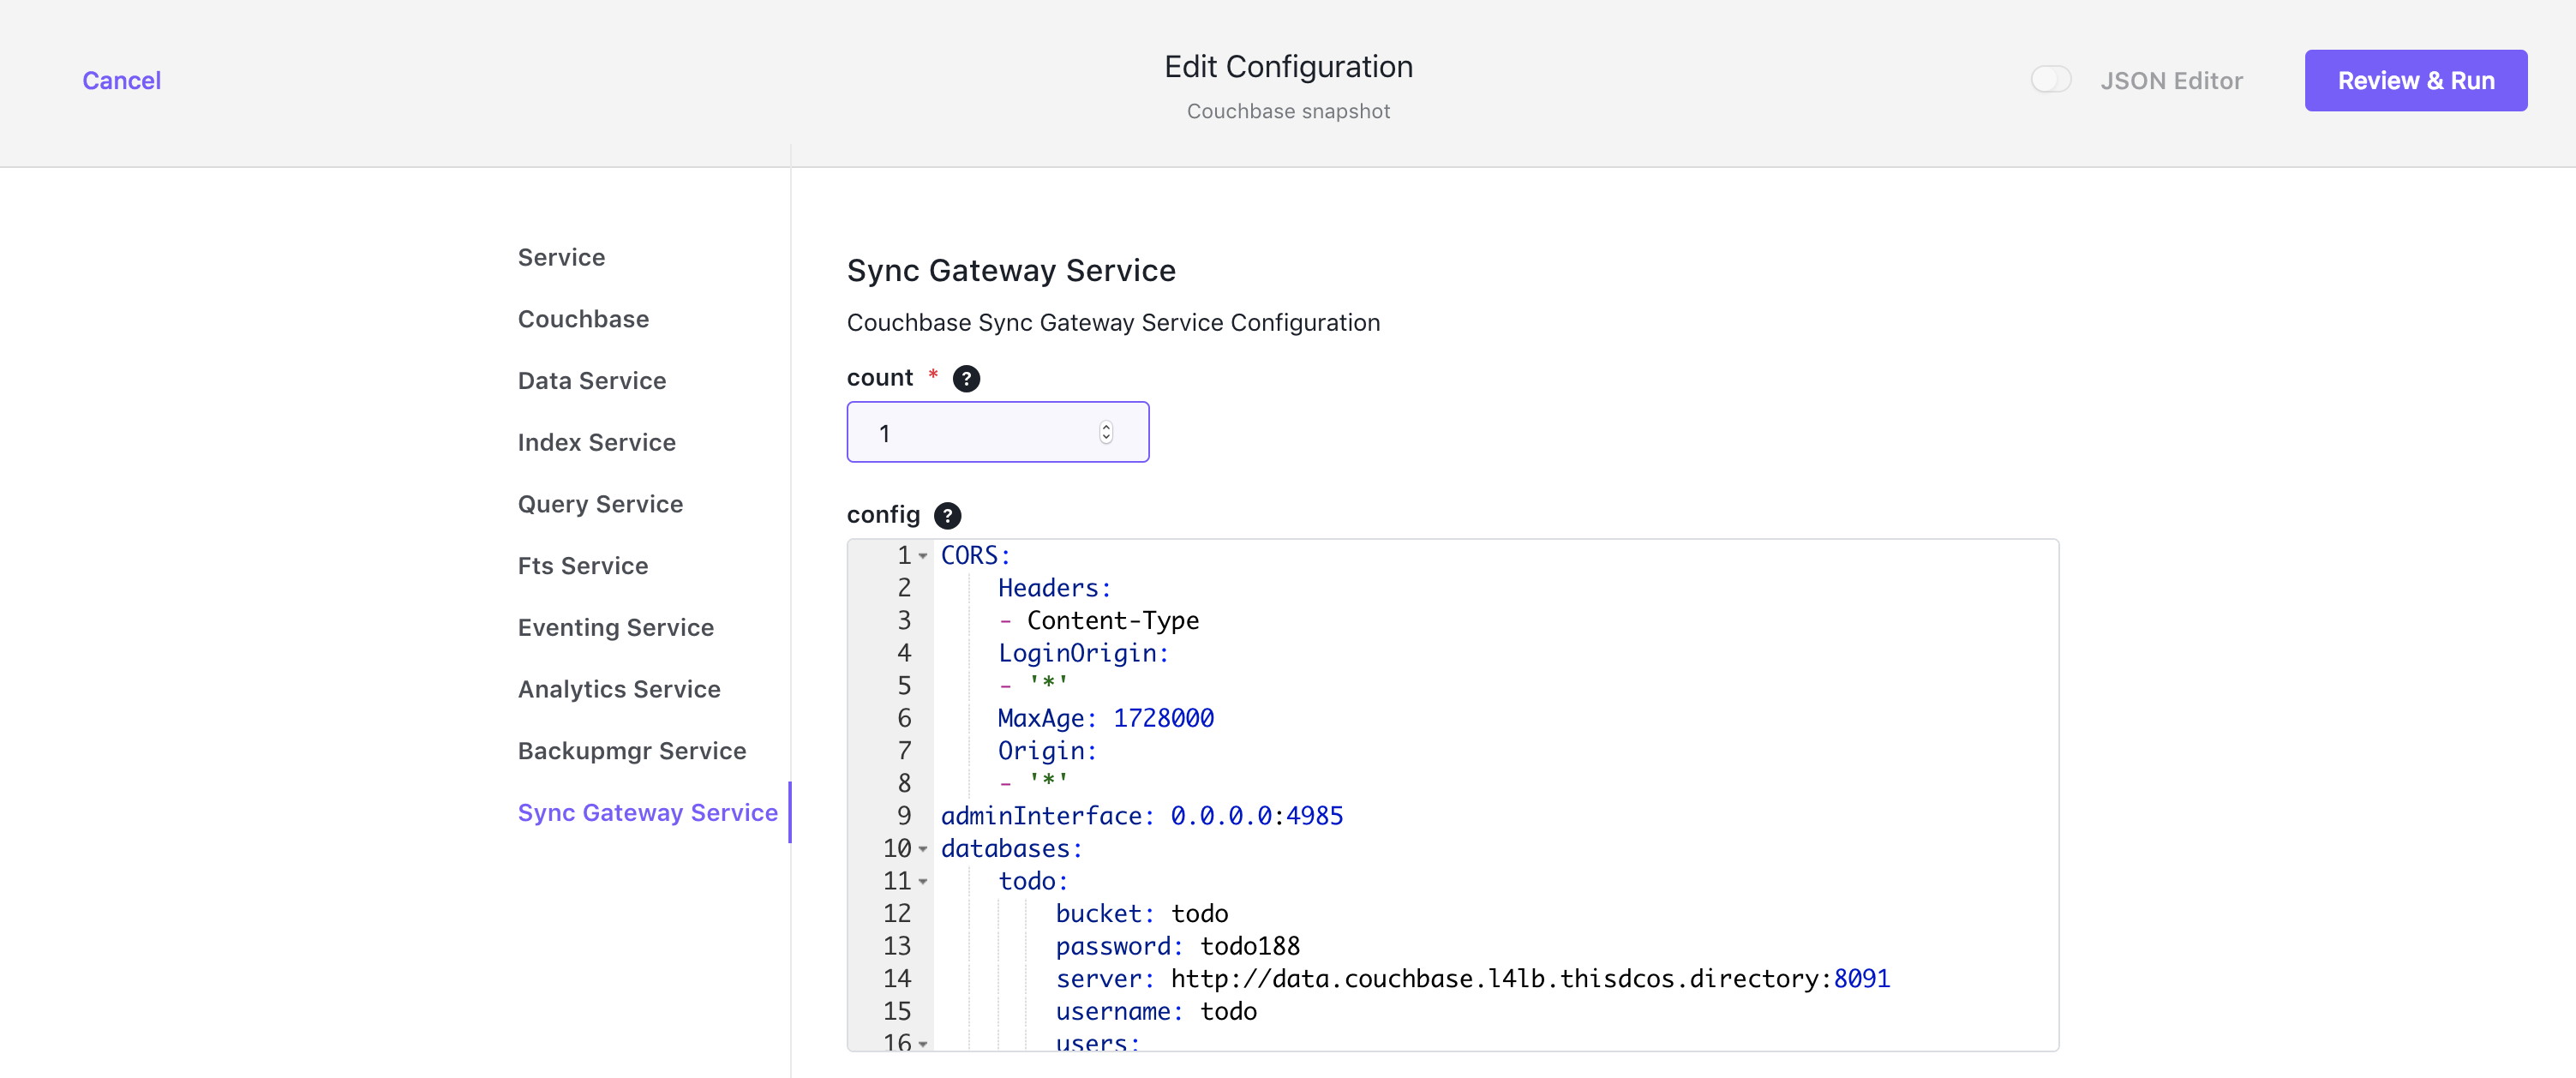 Cancel
Edit Configuration
Couchbase snapshot
JSON Editor
Review & Run
Service
Couchbase
Data Service
Index Service
Query Service
Fts Service
Eventing Service
Analytics Service
Backupmgr Service
Sync Gateway Service
Sync Gateway Service
Couchbase Sync Gateway Service Configuration
count * ?
1
config ?
1 CORS:
2 Headers:
3 - Content-Type
4 LoginOrigin:
5 - '*'
6 MaxAge: 1728000
7 Origin:
8 - '*'
9 adminInterface: 0.0.0.0:4985
10 databases:
11 todo:
12 bucket: todo
13 password: todo188
14 server: http://data.couchbase.l4lb.thisdcos.directory:8091
15 username: todo
16 users: